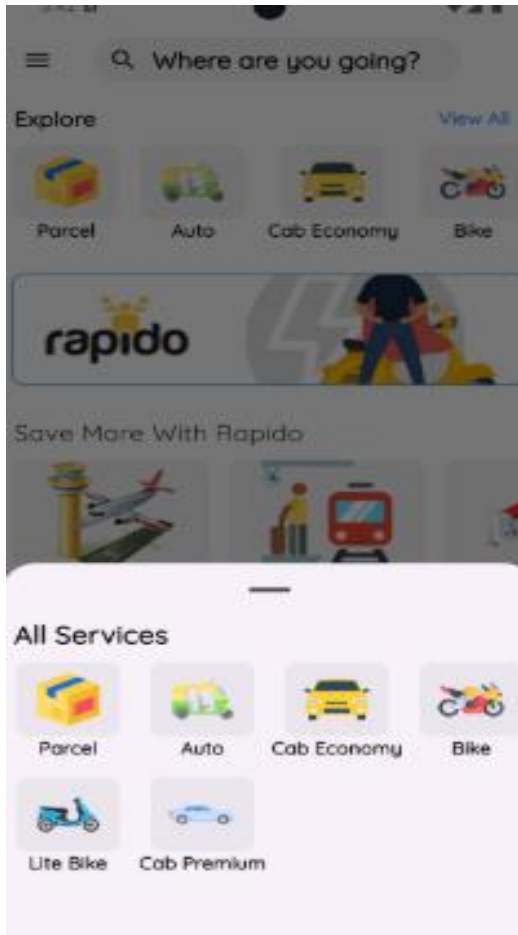 Where are you going?
Explore View All
Parcel Auto Cab Economy Bike
rapido
Save More With Rapido
All Services
Parcel Auto Cab Economy Bike
Lite Bike Cab Premium